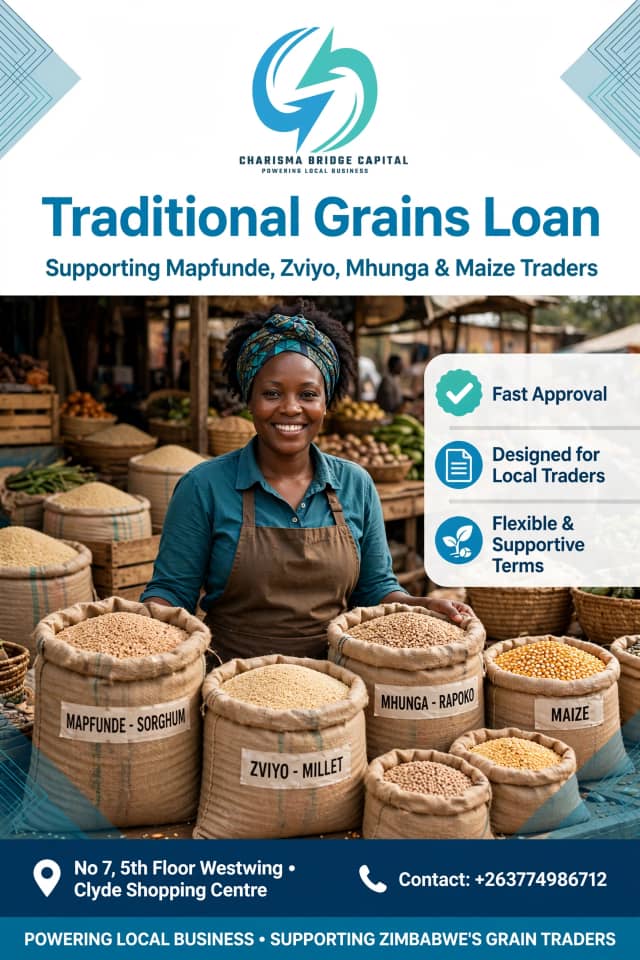 CHARISMA BRIDGE CAPITAL
POWERING LOCAL BUSINESS
Traditional Grains Loan
Supporting Mapfunde, Zviyo, Mhunga & Maize Traders
Fast Approval
Designed for
Local Traders
Flexible &
Supportive
Terms
MAPFUNDE - SORGHUM
ZVIYO - MILLET
MHUNGA - RAPOKO
MAIZE
No 7, 5th Floor Westwing •
Clyde Shopping Centre
Contact: +263774986712
POWERING LOCAL BUSINESS • SUPPORTING ZIMBABWE'S GRAIN TRADERS